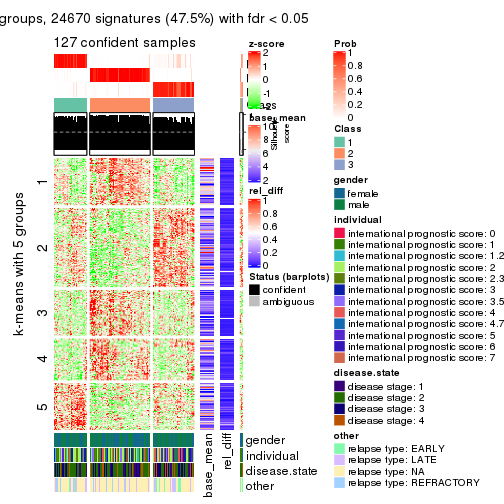 groups, 24670 signatures (47.5%) with fdr < 0.05
127 confident samples
k-means with 5 groups
1
2
3
4
5
base_mean
rel_diff
gender
individual
disease.state
other
z-score
2
1
0
-1
-2
Silhouette
score
base_mean
10
8
6
4
2
rel_diff
1
0.8
0.6
0.4
0.2
0
Status (barplots)
confident
ambiguous
Prob
1
0.8
0.6
0.4
0.2
0
Class
1
2
3
gender
female
male
individual
international prognostic score: 0
international prognostic score: 1
international prognostic score: 1.2
international prognostic score: 2
international prognostic score: 2.3
international prognostic score: 3
international prognostic score: 3.5
international prognostic score: 4
international prognostic score: 4.7
international prognostic score: 5
international prognostic score: 6
international prognostic score: 7
disease.state
disease stage: 1
disease stage: 2
disease stage: 3
disease stage: 4
other
relapse type: EARLY
relapse type: LATE
relapse type: NA
relapse type: REFRACTORY